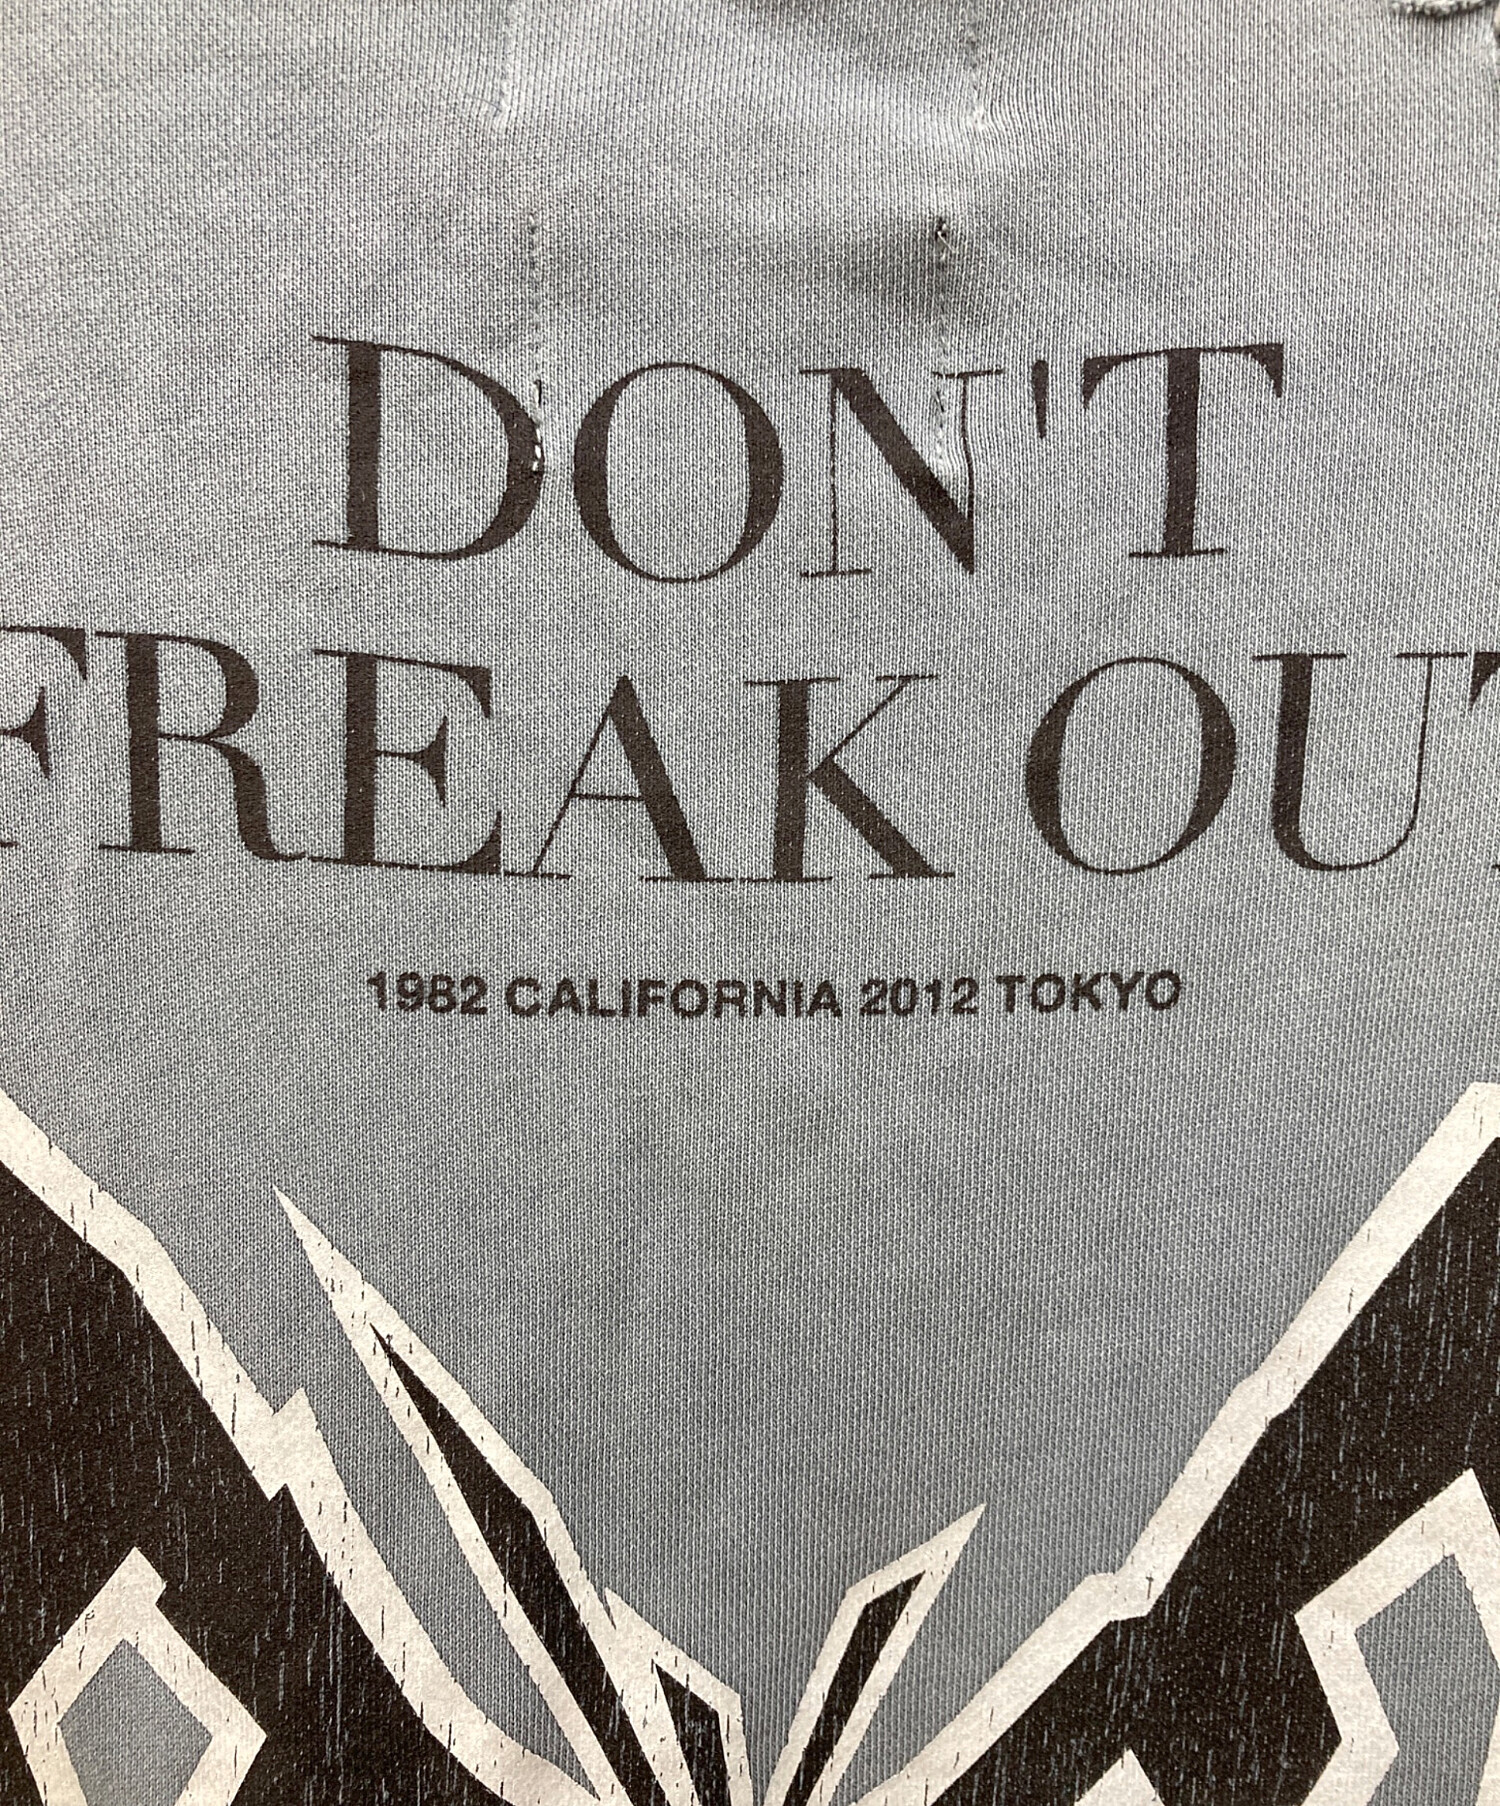 DON'T
FREAK OUT
1982 CALIFORNIA 2012 TOKYO